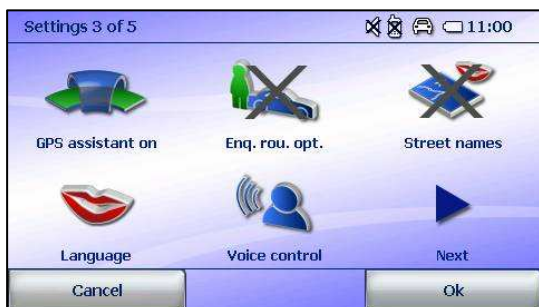 Settings 3 of 5 11:00
GPS assistant on Enq. rou. opt. Street names
Language Voice control Next
Cancel Ok